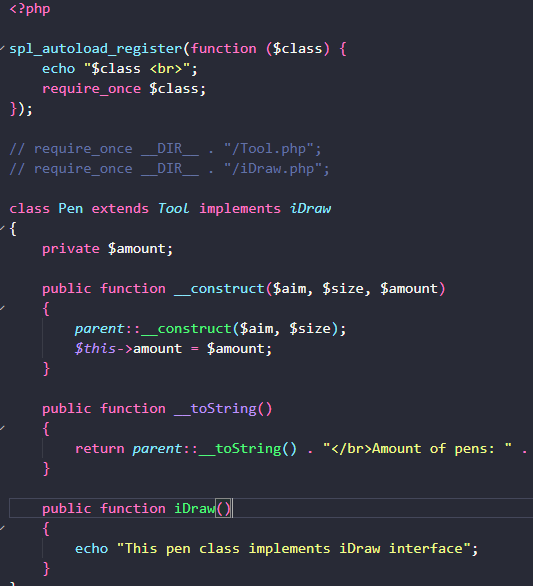 <?php
spl_autoload_register(function ($class) {
    echo "$class <br>";
    require_once $class;
});
// require_once __DIR__ . "/Tool.php";
// require_once __DIR__ . "/iDraw.php";
class Pen extends Tool implements iDraw
{
    private $amount;
    public function __construct($aim, $size, $amount)
    {
        parent::__construct($aim, $size);
        $this->amount = $amount;
    }
    public function __toString()
    {
        return parent::__toString() . "</br>Amount of pens: " .
    }
    public function iDraw()
    {
        echo "This pen class implements iDraw interface";
    }